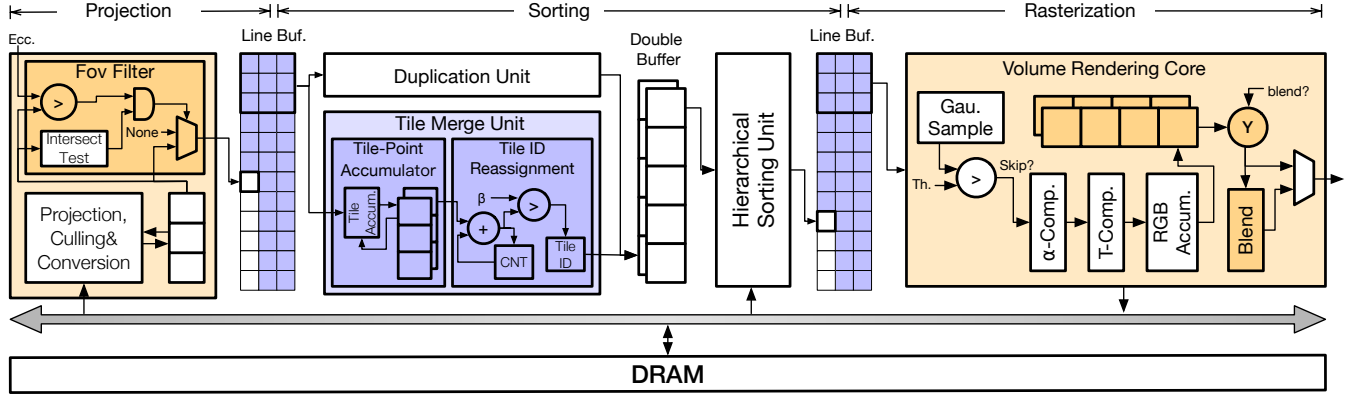 Projection
Sorting
Rasterization
Ecc.
Line Buf.
Double
Buffer
Line Buf.
Fov Filter
>
None
Intersect
Test
Projection,
Culling&
Conversion
Duplication Unit
Tile Merge Unit
Tile-Point
Accumulator
Tile
Accum.
Tile ID
Reassignment
β
>
+
CNT
Tile
ID
Hierarchical
Sorting Unit
Volume Rendering Core
Gau.
Sample
Th.
>
Skip?
α-Comp.
T-Comp.
RGB
Accum.
blend?
Y
Blend
DRAM